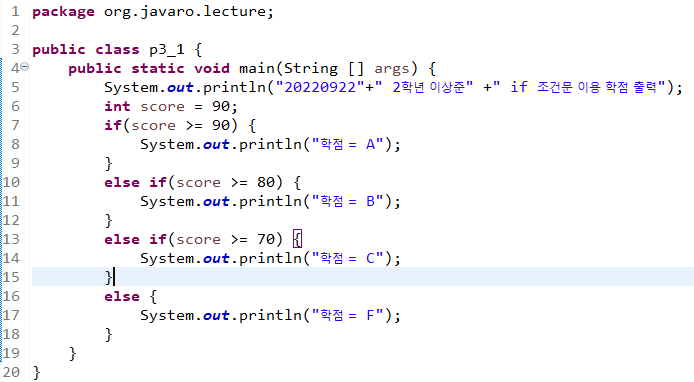 1 package org.javaro.lecture;
2
3 public class p3_1 {
4 public static void main(String [] args) {
5 System.out.println("20220922"+" 2학년 이상준" +" if 조건문 이용 학점 출력");
6 int score = 90;
7 if(score >= 90) {
8 System.out.println("학점 = A");
9 }
10 else if(score >= 80) {
11 System.out.println("학점 = B");
12 }
13 else if(score >= 70) {
14 System.out.println("학점 = C");
15 }
16 else {
17 System.out.println("학점 = F");
18 }
19 }
20 }